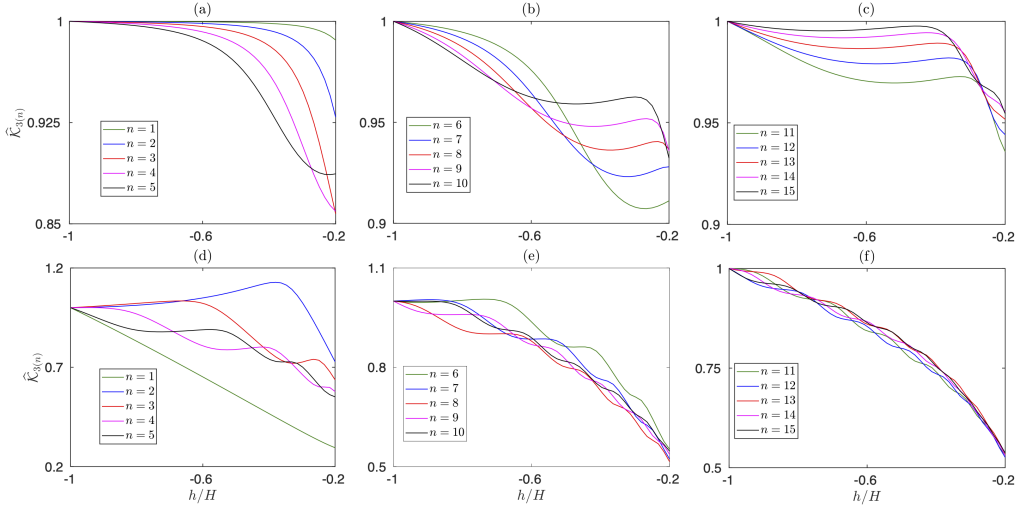 (a)
1
0.925
0.85
-1
-0.6
-0.2
n = 1
n = 2
n = 3
n = 4
n = 5
(b)
1
0.95
0.9
-1
-0.6
-0.2
n = 6
n = 7
n = 8
n = 9
n = 10
(c)
1
0.95
0.9
-1
-0.6
-0.2
n = 11
n = 12
n = 13
n = 14
n = 15
𝒦̂₃₍ₙ₎
(d)
1.2
0.7
0.2
-1
-0.6
-0.2
n = 1
n = 2
n = 3
n = 4
n = 5
h/H
(e)
1.1
0.8
0.5
-1
-0.6
-0.2
n = 6
n = 7
n = 8
n = 9
n = 10
h/H
(f)
1
0.75
0.5
-1
-0.6
-0.2
n = 11
n = 12
n = 13
n = 14
n = 15
h/H
𝒦̂₃₍ₙ₎